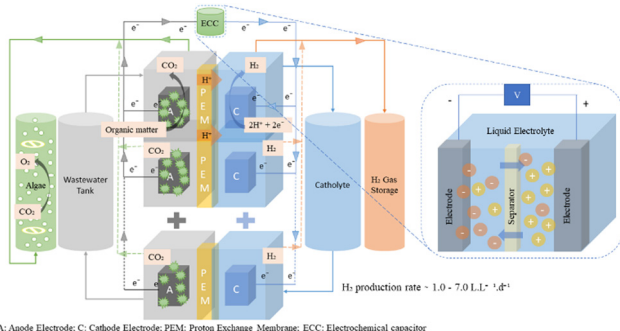 ECC
e⁻ e⁻ e⁻ e⁻
CO₂ H⁺ H₂
A PEM C
e⁻ e⁻
Organic matter H⁺ 2H⁺ + 2e⁻
CO₂ H₂
A PEM C
e⁻ e⁻
CO₂ H₂
A PEM C
e⁻ e⁻
O₂
Algae
CO₂
Wastewater
Tank
Catholyte
H₂ Gas
Storage
V
- +
Liquid Electrolyte
Electrode
Separator
Electrode
H₂ production rate ~ 1.0 - 7.0 L.L⁻¹.d⁻¹
A: Anode Electrode; C: Cathode Electrode; PEM: Proton Exchange Membrane; ECC: Electrochemical capacitor